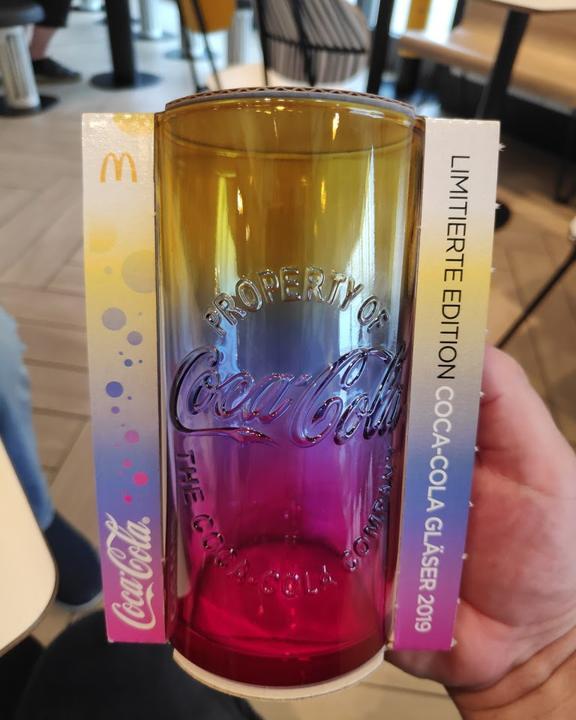 M
Coca-Cola®
PROPERTY OF
Coca-Cola
THE COCA-COLA COMPANY
LIMITIERTE EDITION COCA-COLA GLÄSER 2019